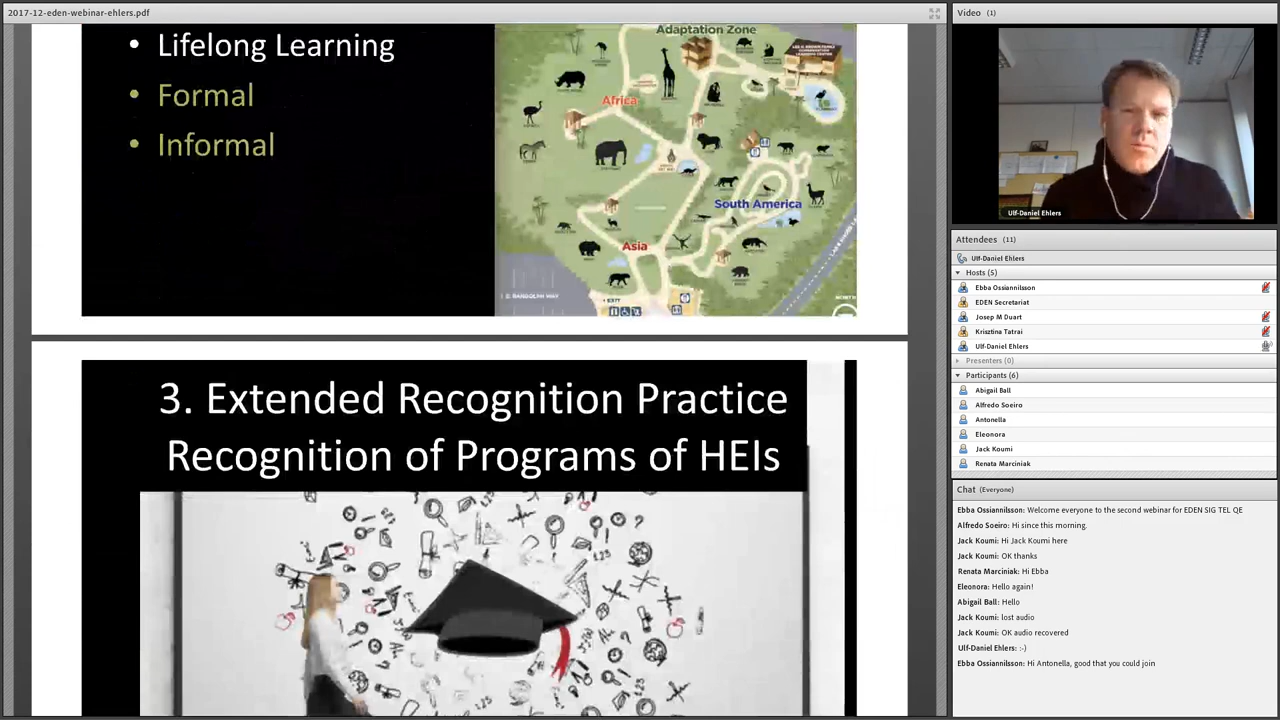 2017-12-eden-webinar-ehlers.pdf
• Lifelong Learning
• Formal
• Informal
Adaptation Zone
Africa
South America
Asia
EXIT
E RANDOLPH WAY
3. Extended Recognition Practice
Recognition of Programs of HEIs
Video (1)
Ulf-Daniel Ehlers
Attendees (11)
Ulf-Daniel Ehlers
Hosts (5)
Ebba Ossiannilsson
EDEN Secretariat
Josep M Duart
Krisztina Tatrai
Ulf-Daniel Ehlers
Presenters (0)
Participants (6)
Abigail Ball
Alfredo Soeiro
Antonella
Eleonora
Jack Koumi
Renata Marciniak
Chat (Everyone)
Ebba Ossiannilsson: Welcome everyone to the second webinar for EDEN SIG TEL QE
Alfredo Soeiro: Hi since this morning.
Jack Koumi: Hi Jack Koumi here
Jack Koumi: OK thanks
Renata Marciniak: Hi Ebba
Eleonora: Hello again!
Abigail Ball: Hello
Jack Koumi: lost audio
Jack Koumi: OK audio recovered
Ulf-Daniel Ehlers: :-)
Ebba Ossiannilsson: Hi Antonella, good that you could join